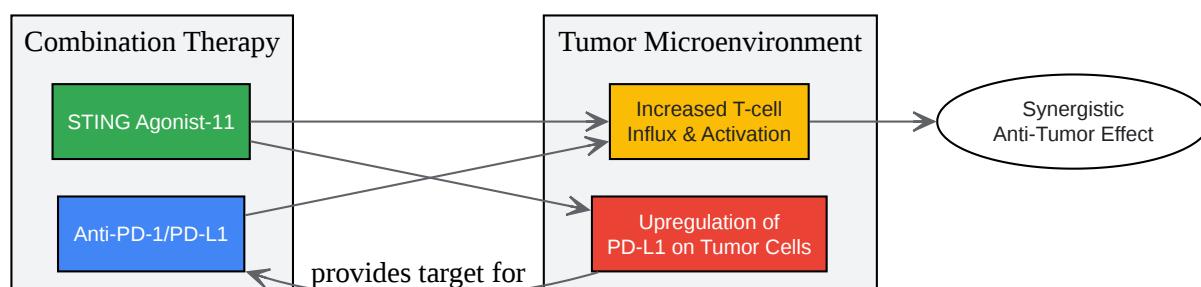 Combination Therapy
STING Agonist-11
Anti-PD-1/PD-L1
Tumor Microenvironment
Increased T-cell
Influx & Activation
Upregulation of
PD-L1 on Tumor Cells
Synergistic
Anti-Tumor Effect
provides target for